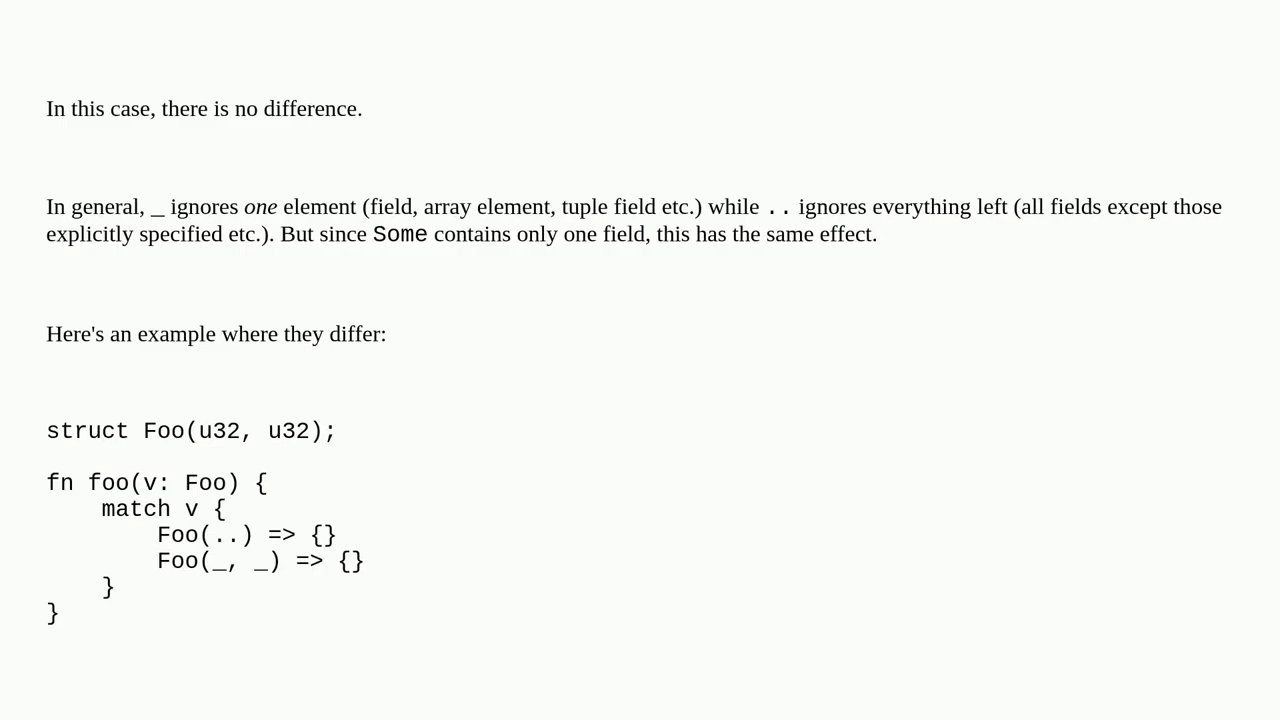 In this case, there is no difference.
In general, _ ignores one element (field, array element, tuple field etc.) while .. ignores everything left (all fields except those
explicitly specified etc.). But since Some contains only one field, this has the same effect.
Here's an example where they differ:
struct Foo(u32, u32);
fn foo(v: Foo) {
    match v {
        Foo(..) => {}
        Foo(_, _) => {}
    }
}